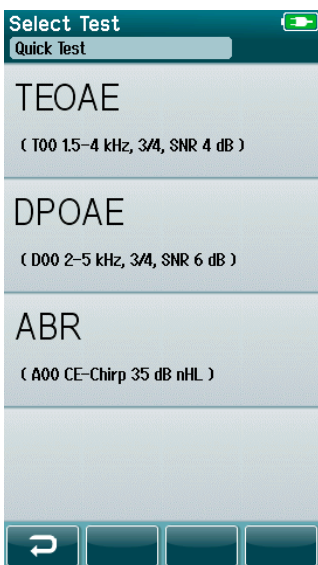 Select Test
Quick Test
TEOAE
( T00 1.5-4 kHz, 3/4, SNR 4 dB )
DPOAE
( D00 2-5 kHz, 3/4, SNR 6 dB )
ABR
( A00 CE-Chirp 35 dB nHL )